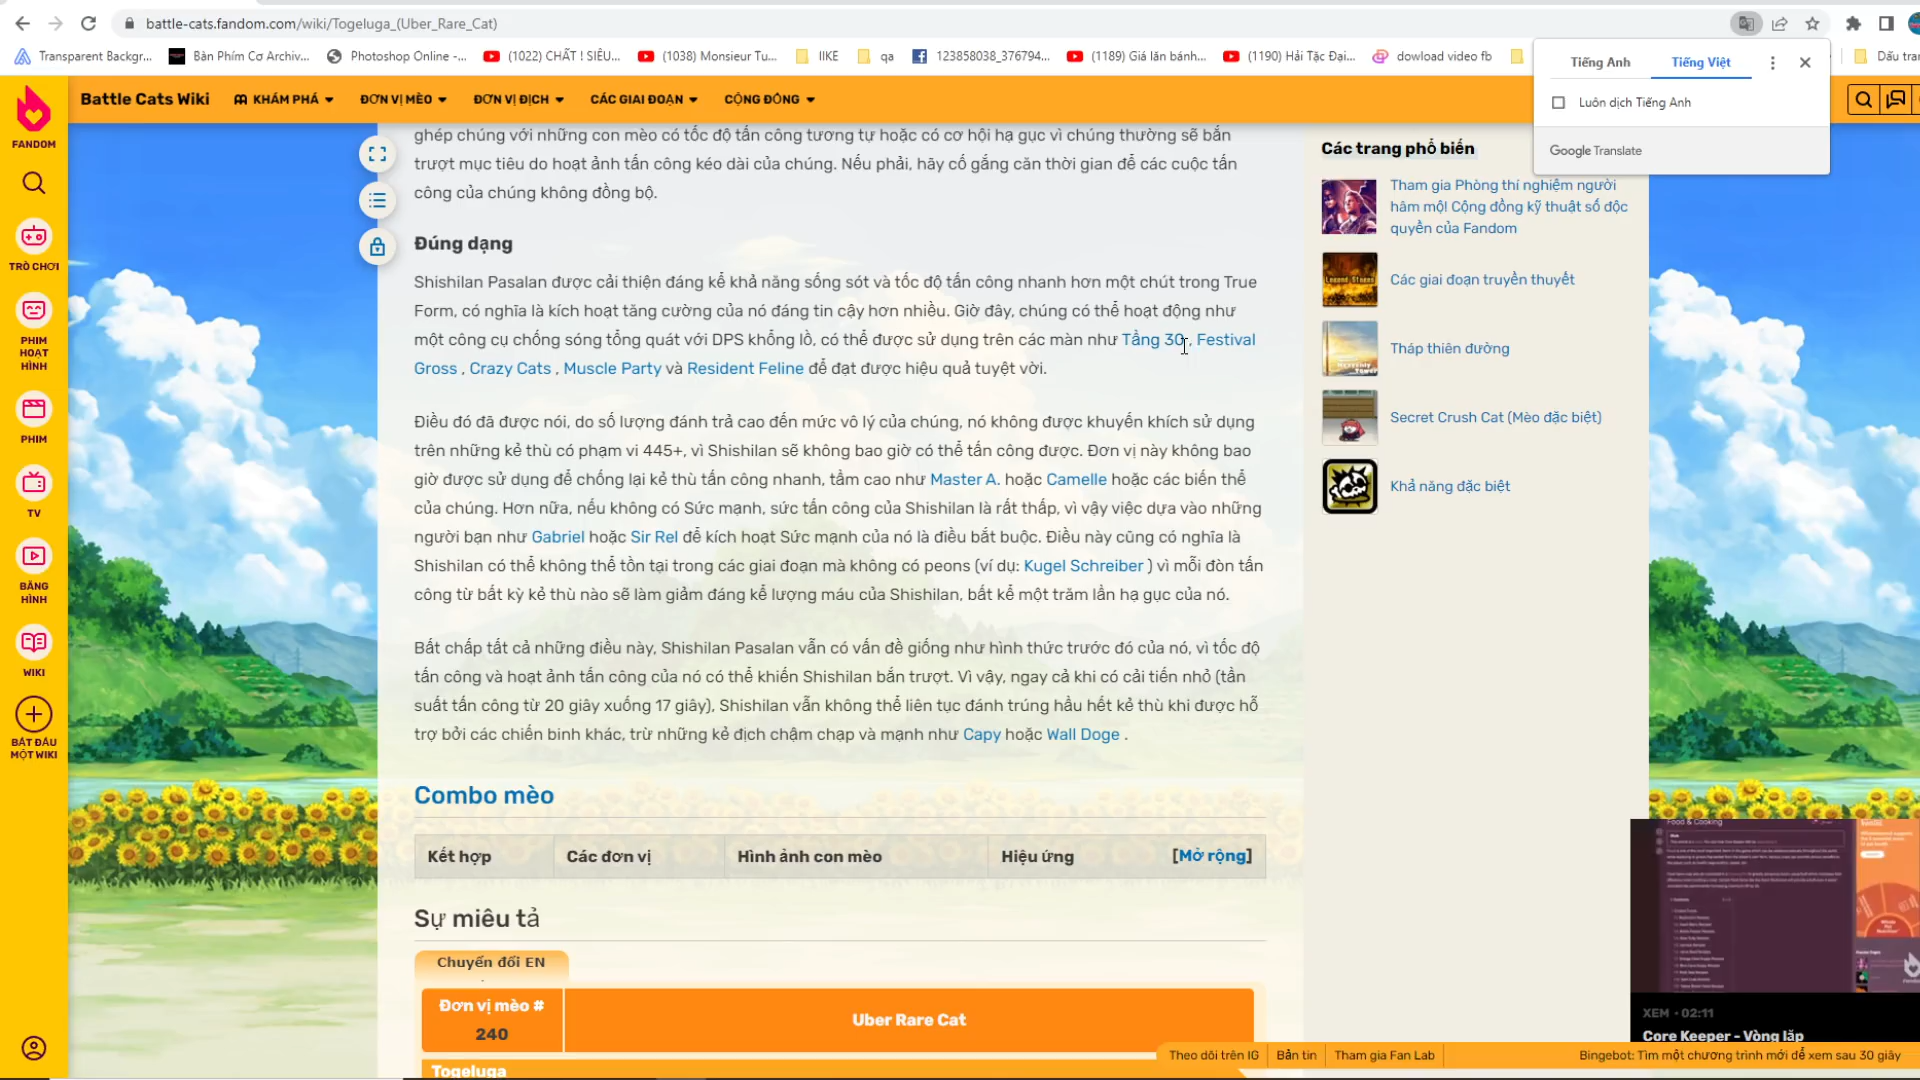 battle-cats.fandom.com/wiki/Togeluga_(Uber_Rare_Cat)
Transparent Backgr...
Bàn Phím Cơ Archiv...
Photoshop Online -...
(1022) CHẤT ! SIÊU...
(1038) Monsieur Tu...
IIKE
qa
123858038_376794...
(1189) Giá lăn bánh...
(1190) Hải Tặc Đại...
dowload video fb
Dấu tran
Tiếng Anh
Tiếng Việt
Luôn dịch Tiếng Anh
Google Translate
Battle Cats Wiki
KHÁM PHÁ
ĐƠN VỊ MÈO
ĐƠN VỊ ĐỊCH
CÁC GIAI ĐOẠN
CỘNG ĐỒNG
FANDOM
TRÒ CHƠI
PHIM
HOẠT
HÌNH
PHIM
TV
BĂNG
HÌNH
WIKI
BẮT ĐẦU
MỘT WIKI
ghép chúng với những con mèo có tốc độ tấn công tương tự hoặc có cơ hội hạ gục vì chúng thường sẽ bắn
trượt mục tiêu do hoạt ảnh tấn công kéo dài của chúng. Nếu phải, hãy cố gắng căn thời gian để các cuộc tấn
công của chúng không đồng bộ.
Đúng dạng
Shishilan Pasalan được cải thiện đáng kể khả năng sống sót và tốc độ tấn công nhanh hơn một chút trong True
Form, có nghĩa là kích hoạt tăng cường của nó đáng tin cậy hơn nhiều. Giờ đây, chúng có thể hoạt động như
một công cụ chống sóng tổng quát với DPS khổng lồ, có thể được sử dụng trên các màn như Tầng 30 , Festival
Gross , Crazy Cats , Muscle Party và Resident Feline để đạt được hiệu quả tuyệt vời.
Điều đó đã được nói, do số lượng đánh trả cao đến mức vô lý của chúng, nó không được khuyến khích sử dụng
trên những kẻ thù có phạm vi 445+, vì Shishilan sẽ không bao giờ có thể tấn công được. Đơn vị này không bao
giờ được sử dụng để chống lại kẻ thù tấn công nhanh, tầm cao như Master A. hoặc Camelle hoặc các biến thể
của chúng. Hơn nữa, nếu không có Sức mạnh, sức tấn công của Shishilan là rất thấp, vì vậy việc dựa vào những
người bạn như Gabriel hoặc Sir Rel để kích hoạt Sức mạnh của nó là điều bắt buộc. Điều này cũng có nghĩa là
Shishilan có thể không thể tồn tại trong các giai đoạn mà không có peons (ví dụ: Kugel Schreiber ) vì mỗi đòn tấn
công từ bất kỳ kẻ thù nào sẽ làm giảm đáng kể lượng máu của Shishilan, bất kể một trăm lần hạ gục của nó.
Bất chấp tất cả những điều này, Shishilan Pasalan vẫn có vấn đề giống như hình thức trước đó của nó, vì tốc độ
tấn công và hoạt ảnh tấn công của nó có thể khiến Shishilan bắn trượt. Vì vậy, ngay cả khi có cải tiến nhỏ (tần
suất tấn công từ 20 giây xuống 17 giây), Shishilan vẫn không thể liên tục đánh trúng hầu hết kẻ thù khi được hỗ
trợ bởi các chiến binh khác, trừ những kẻ địch chậm chạp và mạnh như Capy hoặc Wall Doge .
Combo mèo
Kết hợp
Các đơn vị
Hình ảnh con mèo
Hiệu ứng
[Mở rộng]
Sự miêu tả
Chuyển đổi EN
Đơn vị mèo #
240
Uber Rare Cat
Togeluga
Các trang phổ biến
Tham gia Phòng thí nghiệm người
hâm mộ! Cộng đồng kỹ thuật số độc
quyền của Fandom
Các giai đoạn truyền thuyết
Tháp thiên đường
Secret Crush Cat (Mèo đặc biệt)
Khả năng đặc biệt
Food & Cooking
XEM • 02:11
Core Keeper - Vòng lặp
Theo dõi trên IG
Bản tin
Tham gia Fan Lab
Bingebot: Tìm một chương trình mới để xem sau 30 giây